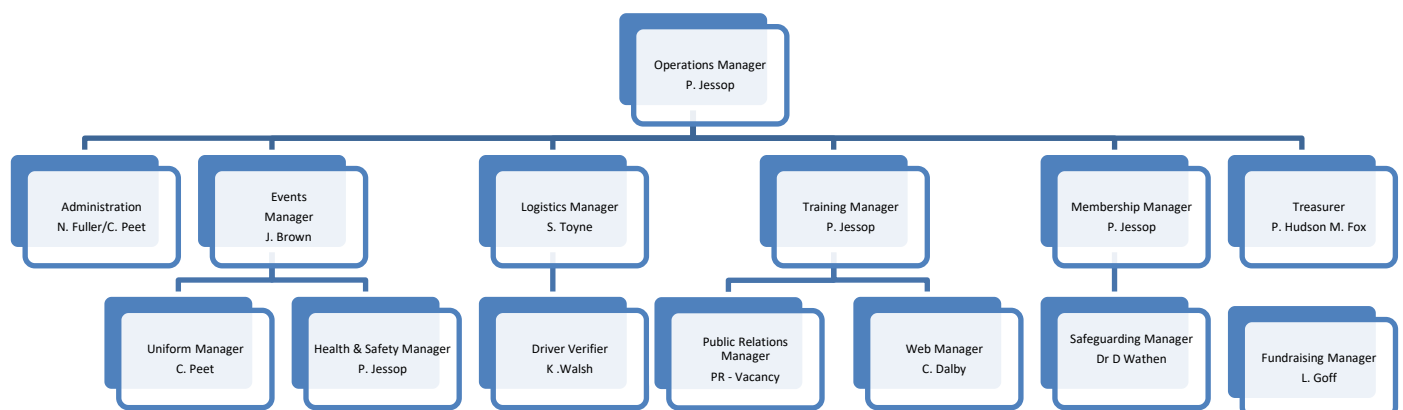 Operations Manager
P. Jessop
Administration
N. Fuller/C. Peet
Events
Manager
J. Brown
Logistics Manager
S. Toyne
Training Manager
P. Jessop
Membership Manager
P. Jessop
Treasurer
P. Hudson M. Fox
Uniform Manager
C. Peet
Health & Safety Manager
P. Jessop
Driver Verifier
K .Walsh
Public Relations
Manager
PR - Vacancy
Web Manager
C. Dalby
Safeguarding Manager
Dr D Wathen
Fundraising Manager
L. Goff